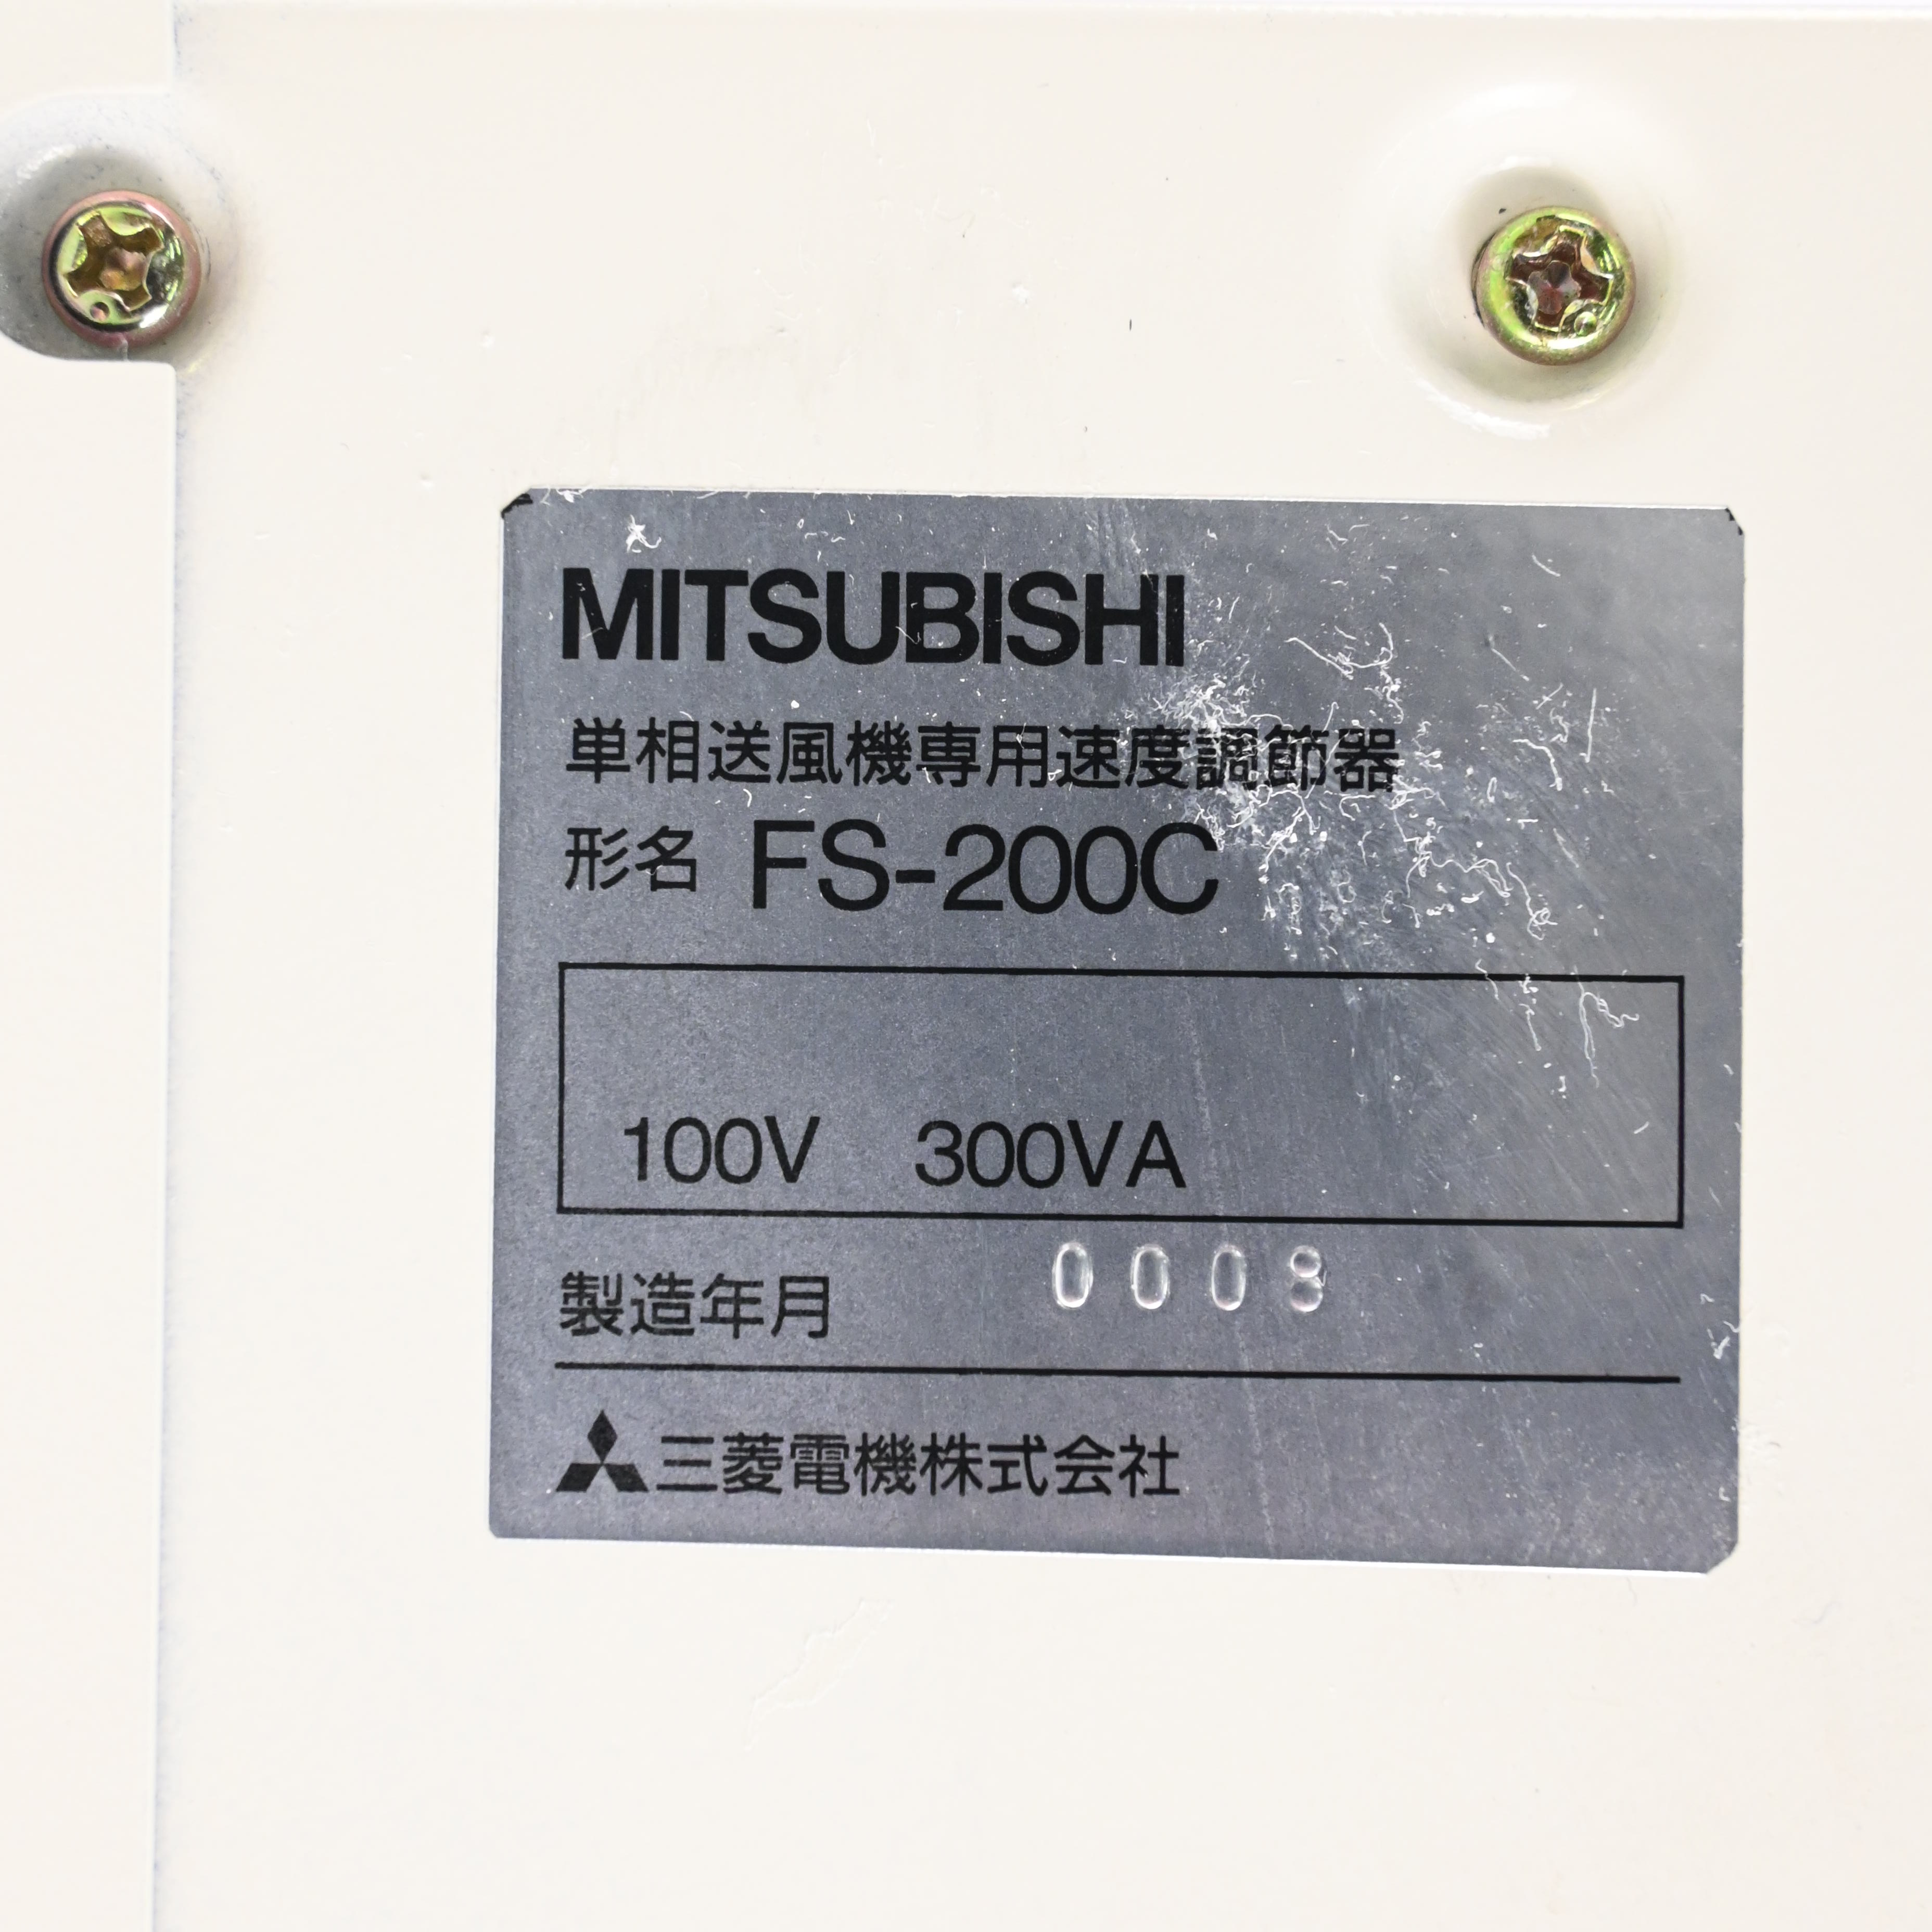 MITSUBISHI
単相送風機専用速度調節器
形名 FS-200C
100V 300VA
製造年月 0008
三菱電機株式会社